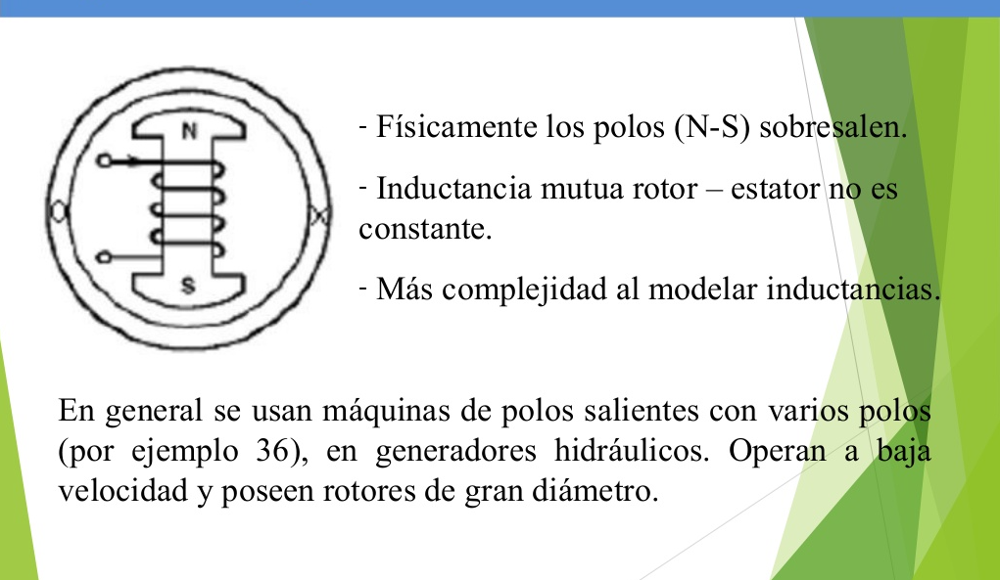 N
S
- Físicamente los polos (N-S) sobresalen.
- Inductancia mutua rotor – estator no es
constante.
- Más complejidad al modelar inductancias.
En general se usan máquinas de polos salientes con varios polos
(por ejemplo 36), en generadores hidráulicos. Operan a baja
velocidad y poseen rotores de gran diámetro.